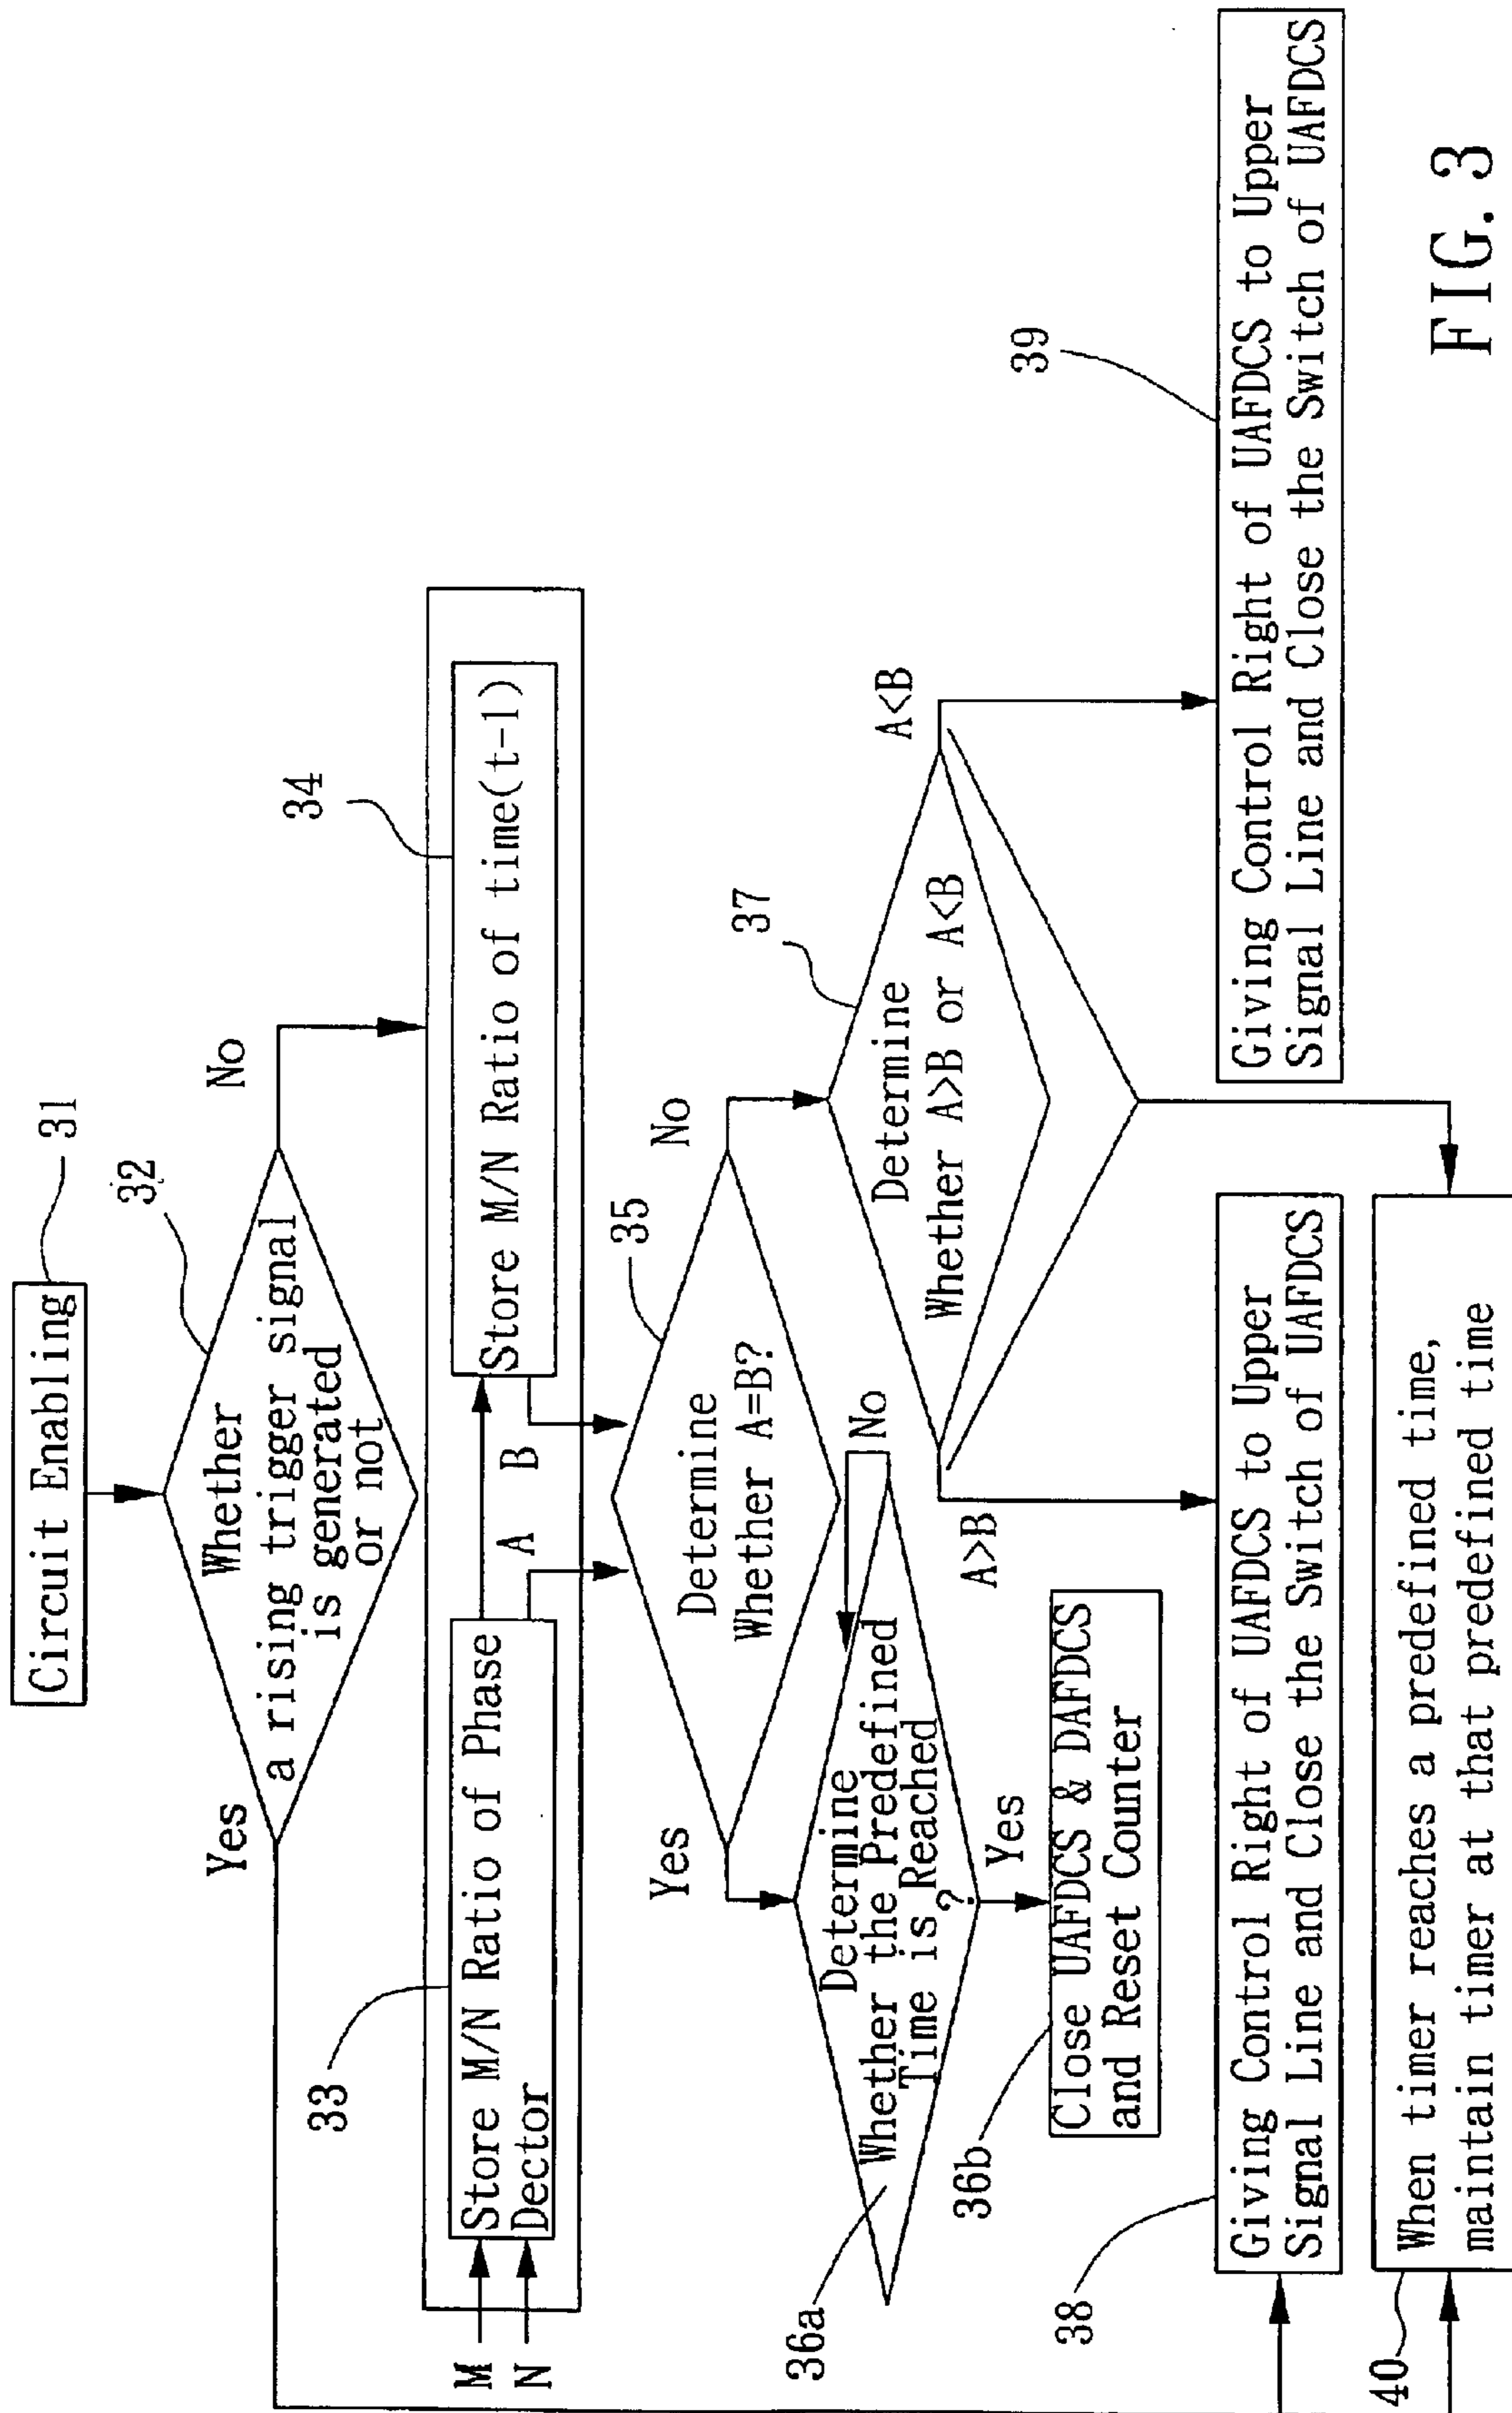 Circuit Enabling
31
32
Whether
a rising trigger signal
is generated
or not
Yes
No
33
34
M
N
Store M/N Ratio of Phase
Dector
Store M/N Ratio of time(t-1)
A
B
35
Determine
Whether A=B?
Yes
No
36a
Determine
Whether the Predefined
Time is Reached
?
No
Yes
37
Determine
Whether A>B or A<B
A>B
A<B
36b
Close UAFDCS & DAFDCS
and Reset Counter
38
Giving Control Right of UAFDCS to Upper
Signal Line and Close the Switch of UAFDCS
39
Giving Control Right of UAFDCS to Upper
Signal Line and Close the Switch of UAFDCS
40
When timer reaches a predefined time,
maintain timer at that predefined time
FIG. 3